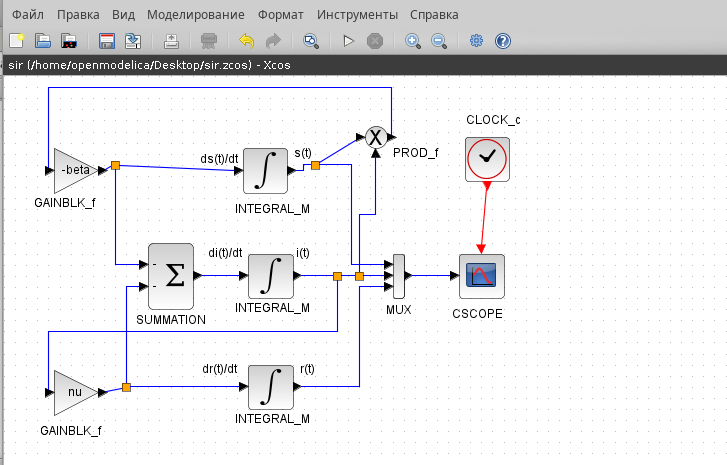 Файл Правка Вид Моделирование Формат Инструменты Справка
sir (/home/openmodelica/Desktop/sir.zcos) - Xcos
CLOCK_c
X
PROD_f
-beta
GAINBLK_f
ds(t)/dt
∫
s(t)
INTEGRAL_M
-
-
Σ
SUMMATION
di(t)/dt
∫
i(t)
INTEGRAL_M
MUX
CSCOPE
nu
GAINBLK_f
dr(t)/dt
∫
r(t)
INTEGRAL_M